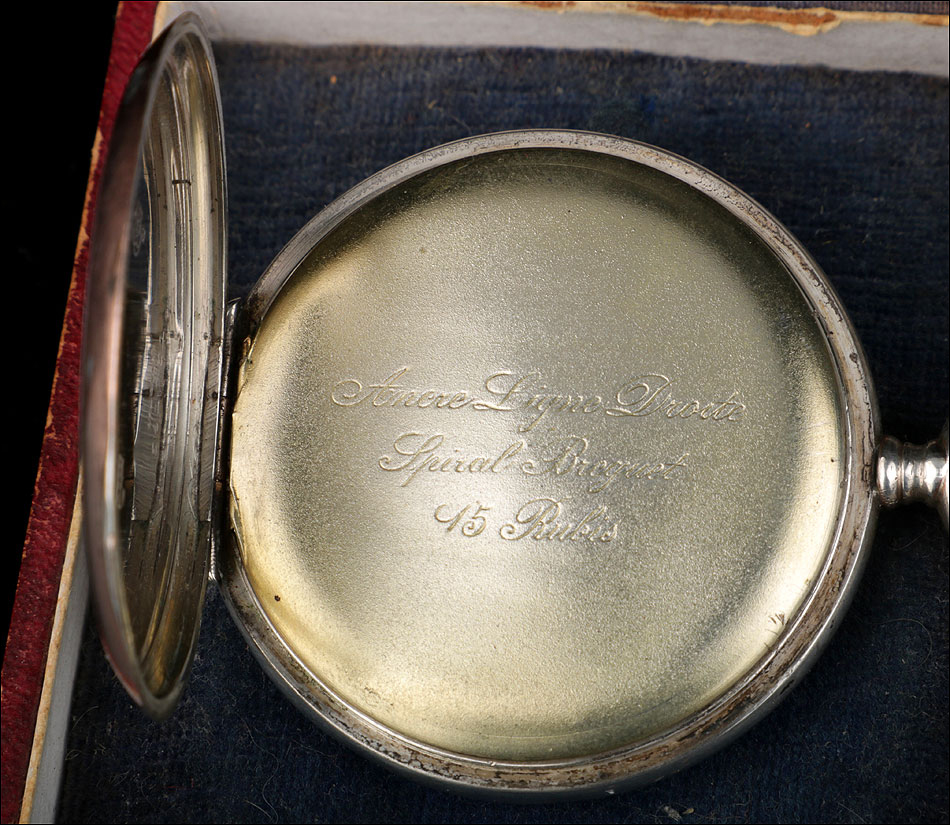 Ancre Ligne Droite
Spiral Breguet
15 Rubis